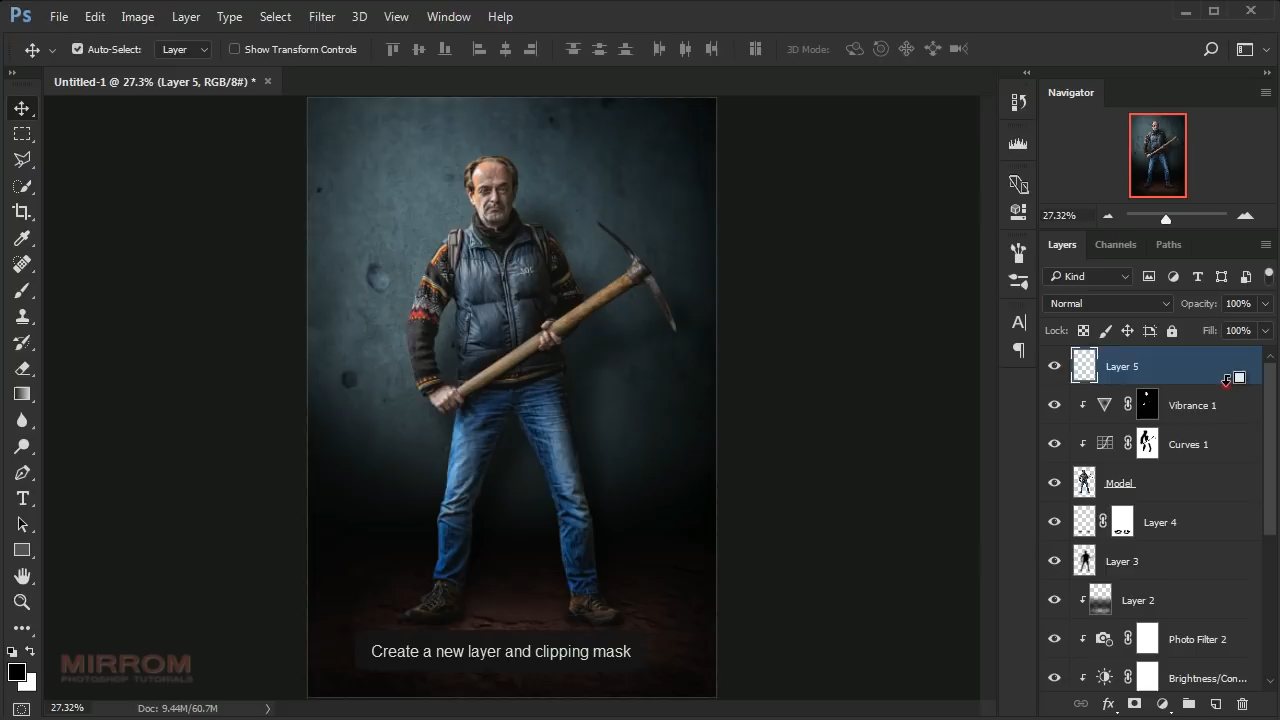 Ps File Edit Image Layer Type Select Filter 3D View Window Help
Auto-Select: Layer Show Transform Controls 3D Mode:
Untitled-1 @ 27.3% (Layer 5, RGB/8#) * ×
Navigator
27.32%
Layers Channels Paths
Kind
Normal Opacity: 100%
Lock: Fill: 100%
Layer 5
Vibrance 1
Curves 1
Model
Layer 4
Layer 3
Layer 2
Photo Filter 2
Brightness/Con...
Create a new layer and clipping mask
MIRROM
PHOTOSHOP TUTORIALS
27.32% Doc: 9.44M/60.7M